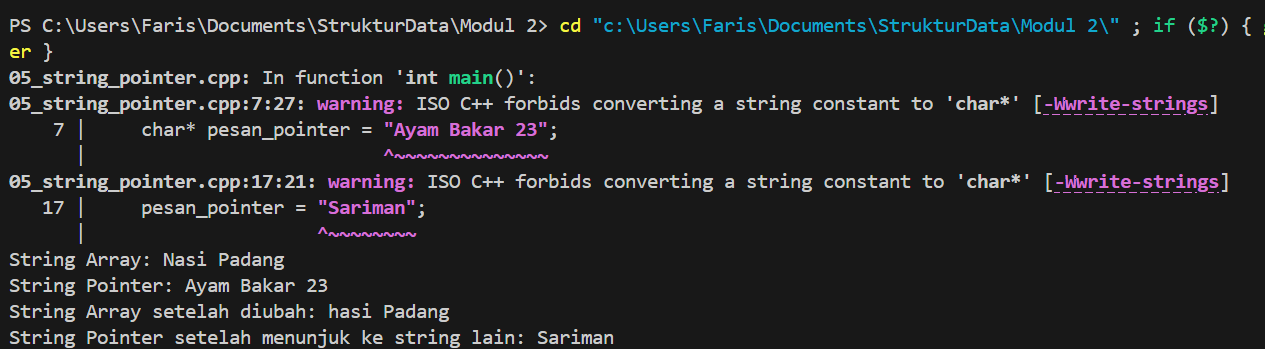 PS C:\Users\Faris\Documents\StrukturData\Modul 2> cd "c:\Users\Faris\Documents\StrukturData\Modul 2\" ; if ($?) {
er }
05_string_pointer.cpp: In function 'int main()':
05_string_pointer.cpp:7:27: warning: ISO C++ forbids converting a string constant to 'char*' [-Wwrite-strings]
7 |     char* pesan_pointer = "Ayam Bakar 23";
|                           ^~~~~~~~~~~~~~~
05_string_pointer.cpp:17:21: warning: ISO C++ forbids converting a string constant to 'char*' [-Wwrite-strings]
17 |     pesan_pointer = "Sariman";
|                     ^~~~~~~~~
String Array: Nasi Padang
String Pointer: Ayam Bakar 23
String Array setelah diubah: hasi Padang
String Pointer setelah menunjuk ke string lain: Sariman